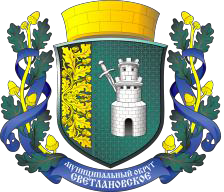 МУНИЦИПАЛЬНЫЙ ОКРУГ
СВЕТЛАНОВСКОЕ